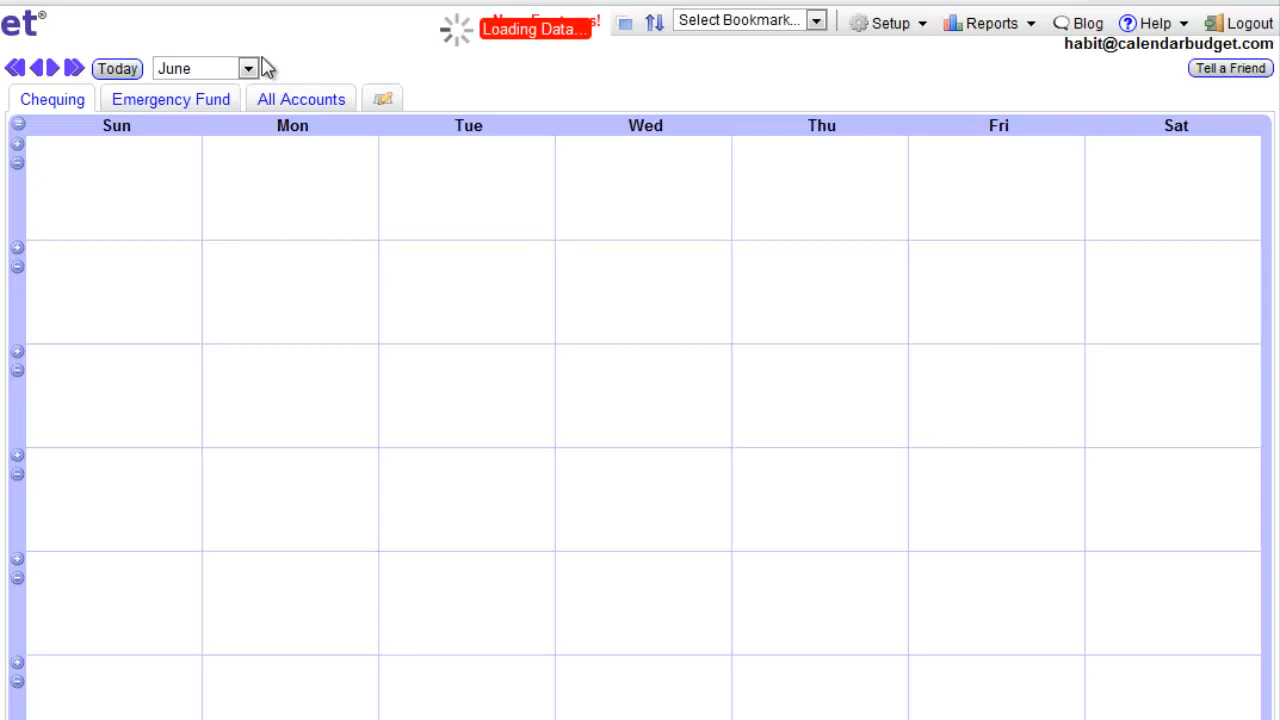 et®
Loading Data...
Select Bookmark...
Setup
Reports
Blog
Help
Logout
habit@calendarbudget.com
Today
June
Tell a Friend
Chequing
Emergency Fund
All Accounts
Sun
Mon
Tue
Wed
Thu
Fri
Sat